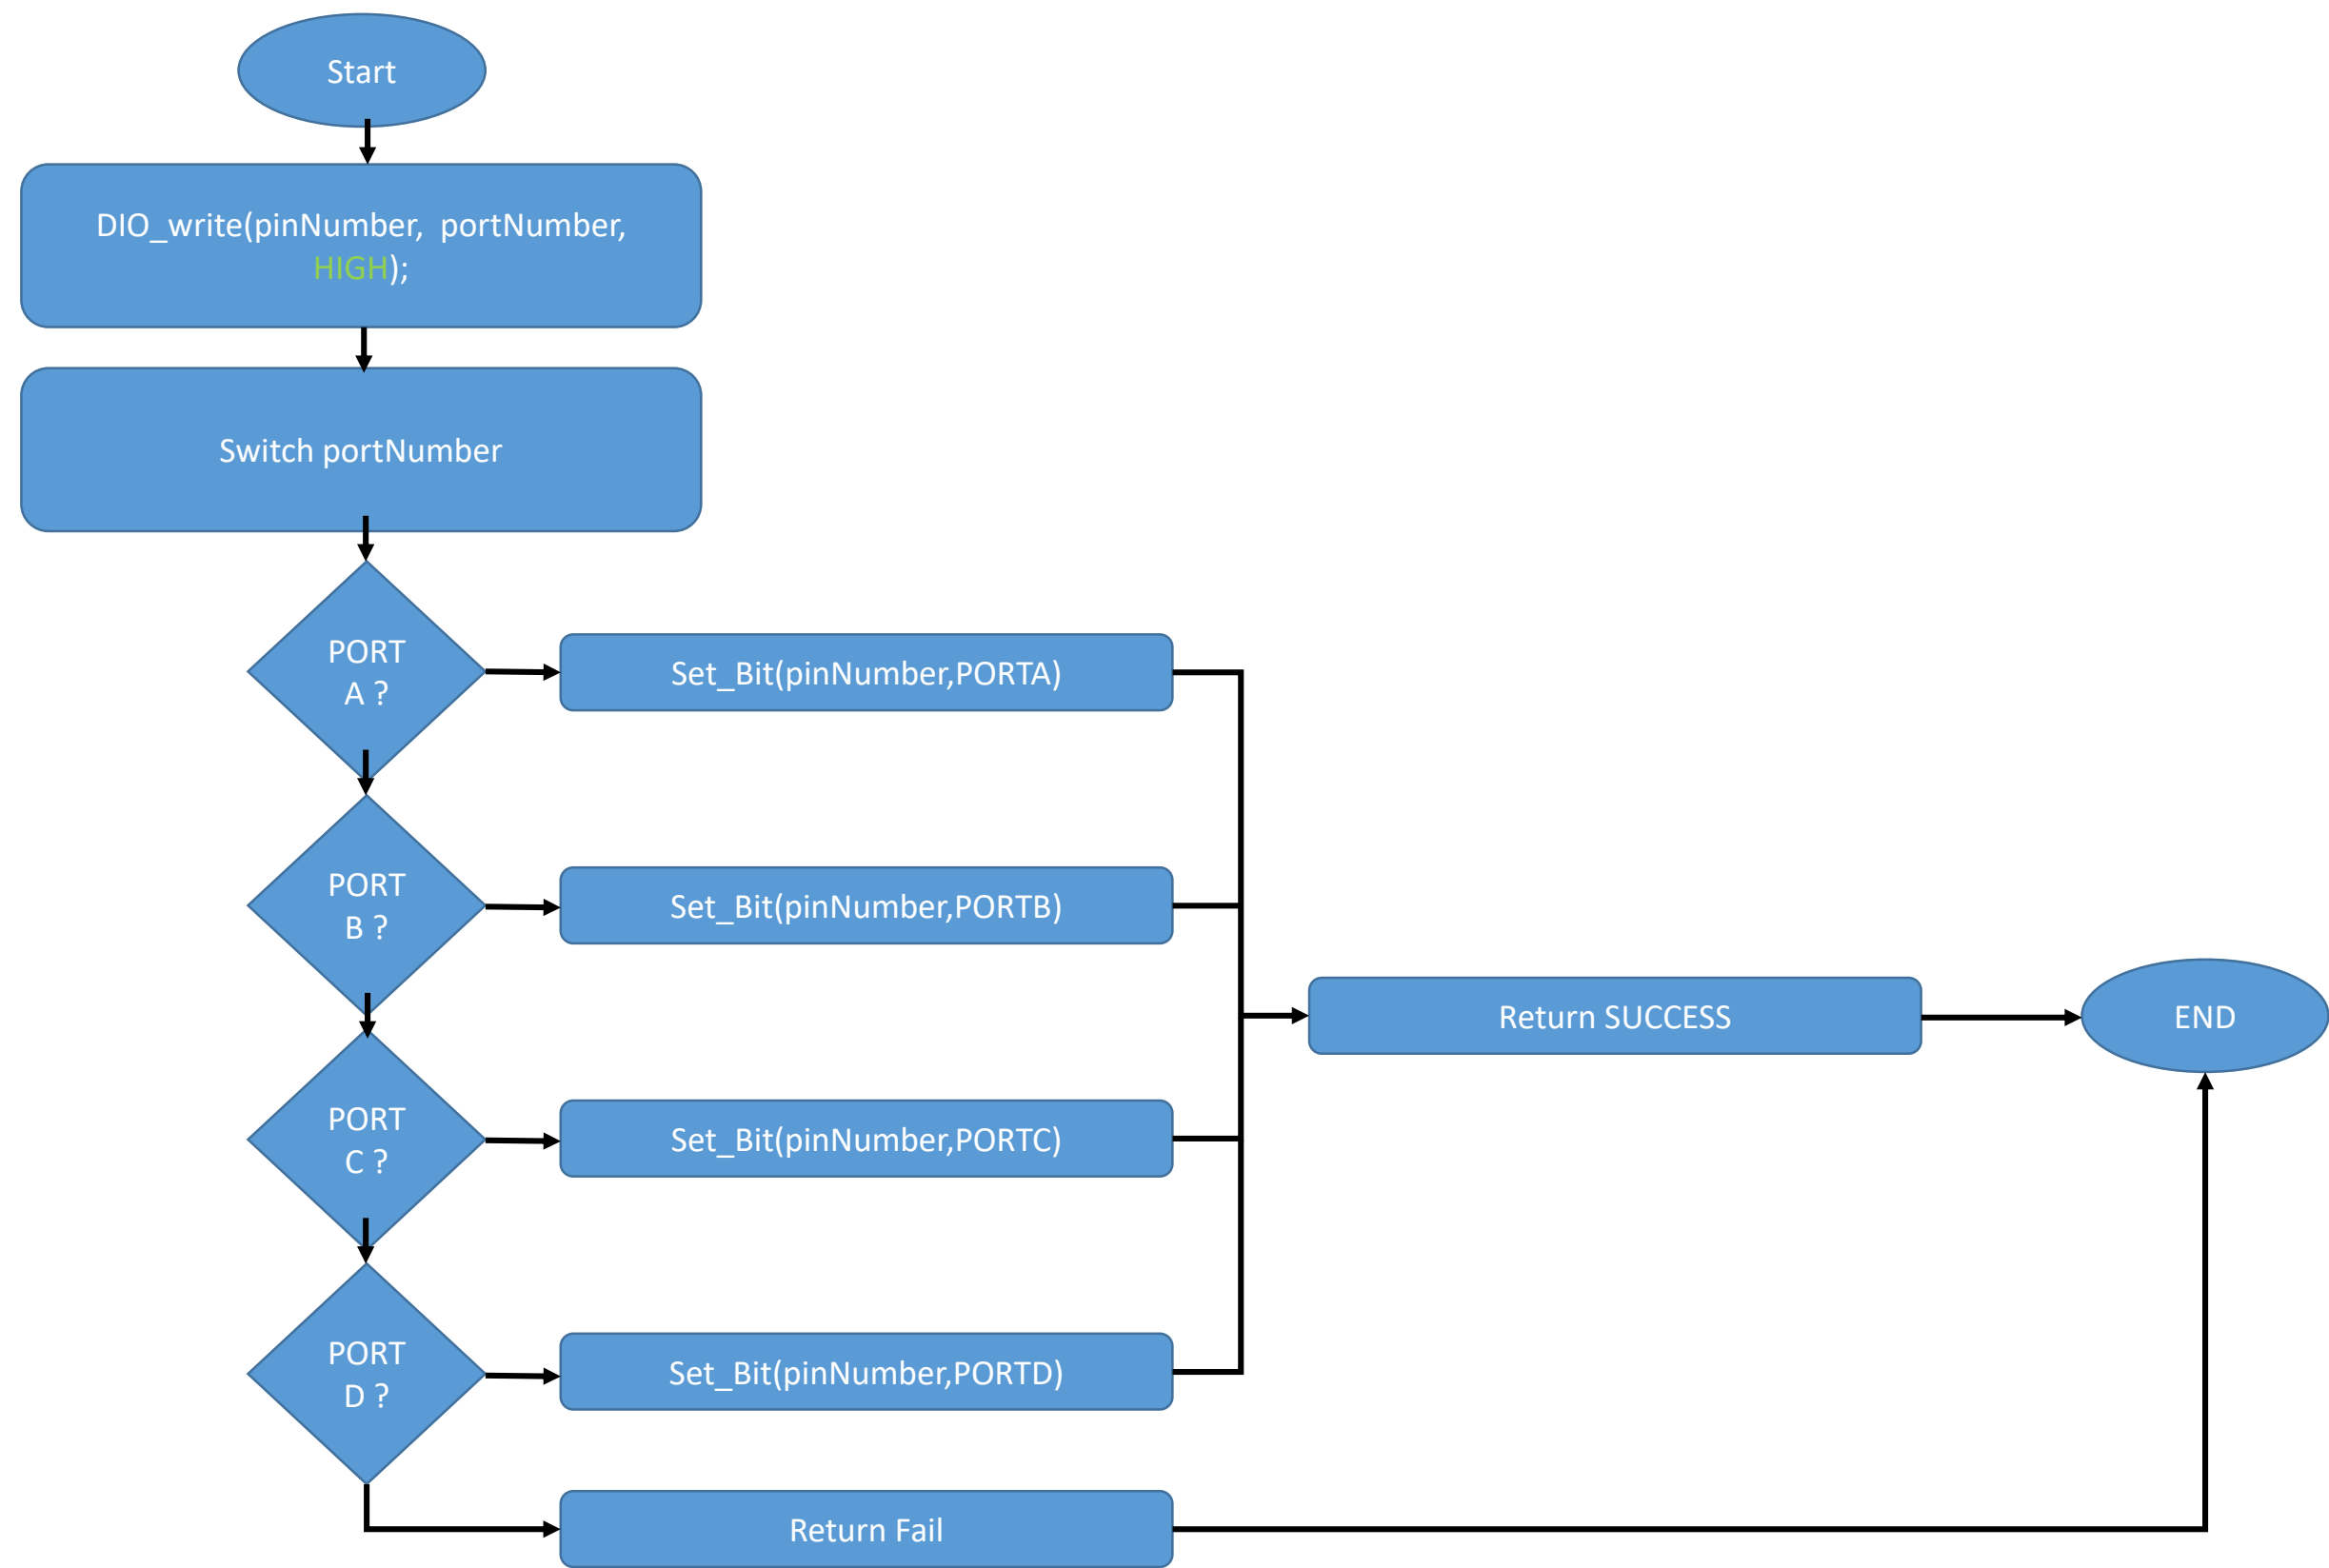 Start
DIO_write(pinNumber,  portNumber,
HIGH);
Switch portNumber
PORT
A ?
Set_Bit(pinNumber,PORTA)
PORT
B ?
Set_Bit(pinNumber,PORTB)
Return SUCCESS
END
PORT
C ?
Set_Bit(pinNumber,PORTC)
PORT
D ?
Set_Bit(pinNumber,PORTD)
Return Fail